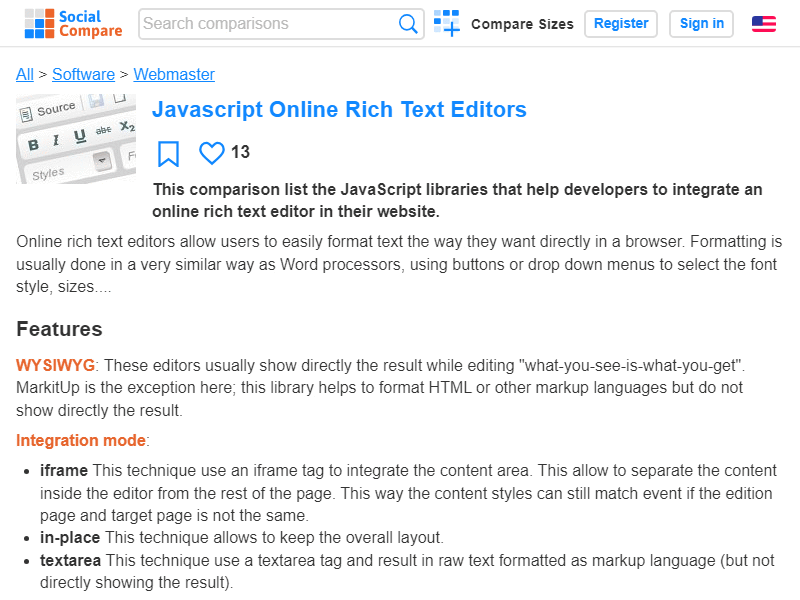 Social
Compare
Search comparisons
Compare Sizes
Register
Sign in
All > Software > Webmaster
Source
B I U abc X2
Styles
Javascript Online Rich Text Editors
13
This comparison list the JavaScript libraries that help developers to integrate an
online rich text editor in their website.
Online rich text editors allow users to easily format text the way they want directly in a browser. Formatting is
usually done in a very similar way as Word processors, using buttons or drop down menus to select the font
style, sizes....
Features
WYSIWYG: These editors usually show directly the result while editing "what-you-see-is-what-you-get".
MarkitUp is the exception here; this library helps to format HTML or other markup languages but do not
show directly the result.
Integration mode:
• iframe This technique use an iframe tag to integrate the content area. This allow to separate the content
inside the editor from the rest of the page. This way the content styles can still match event if the edition
page and target page is not the same.
• in-place This technique allows to keep the overall layout.
• textarea This technique use a textarea tag and result in raw text formatted as markup language (but not
directly showing the result).